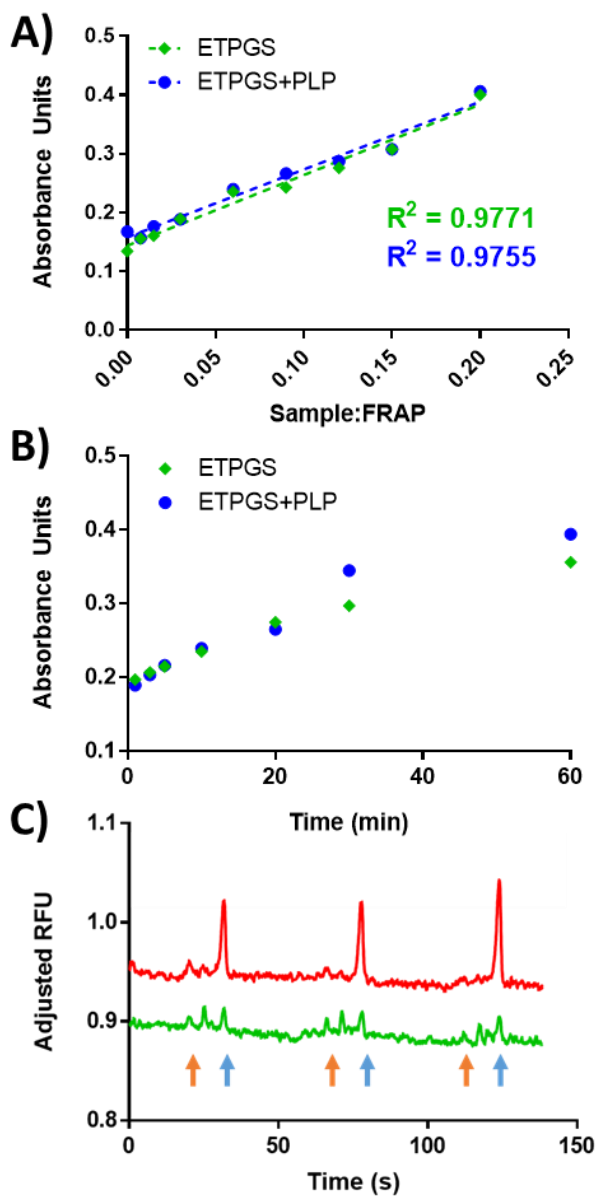 A)
0.5
0.4
0.3
0.2
0.1
0.0
Absorbance Units
ETPGS
ETPGS+PLP
R² = 0.9771
R² = 0.9755
0.00
0.05
0.10
0.15
0.20
0.25
Sample:FRAP
B)
0.5
0.4
0.3
0.2
0.1
Absorbance Units
ETPGS
ETPGS+PLP
0
20
40
60
Time (min)
C)
1.1
1.0
0.9
0.8
Adjusted RFU
0
50
100
150
Time (s)